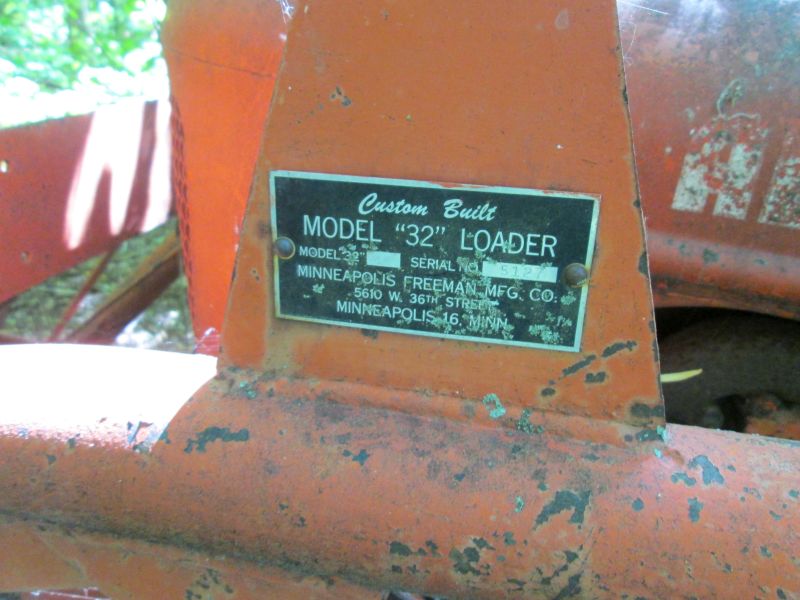 Custom Built
MODEL "32" LOADER
MODEL "32" SERIAL NO. 5127
MINNEAPOLIS FREEMAN MFG. CO.
5610 W. 36TH STREET
MINNEAPOLIS 16, MINN